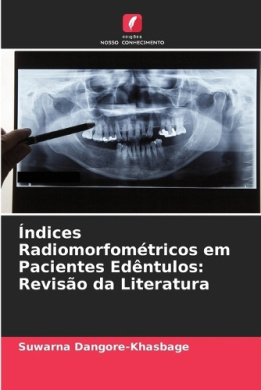 edições
NOSSO CONHECIMENTO
Índices
Radiomorfométricos em
Pacientes Edêntulos:
Revisão da Literatura
Suwarna Dangore-Khasbage